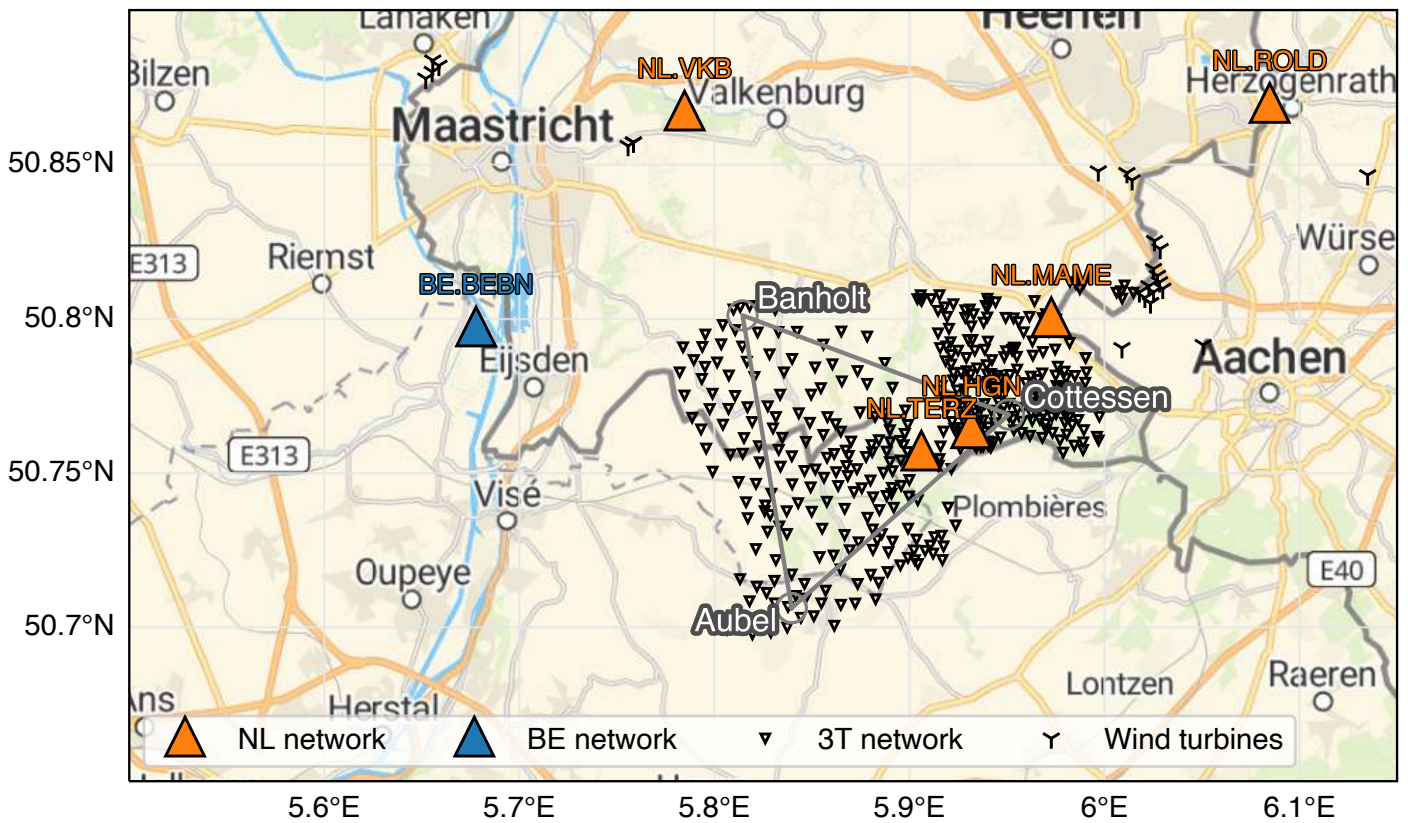 Lanaken
Heerlen
NL.ROLD
Bilzen
NL.VKB
Valkenburg
Herzogenrath
Maastricht
50.85°N
Riemst
Würse
E313
BE.BEBN
NL.MAME
Banholt
50.8°N
Eijsden
Aachen
NL.HGN
Cottessen
NL.TERZ
E313
50.75°N
Visé
Plombières
Oupeye
E40
Aubel
50.7°N
Lontzen
Raeren
Ans
Herstal
NL network
BE network
3T network
Wind turbines
5.6°E
5.7°E
5.8°E
5.9°E
6°E
6.1°E